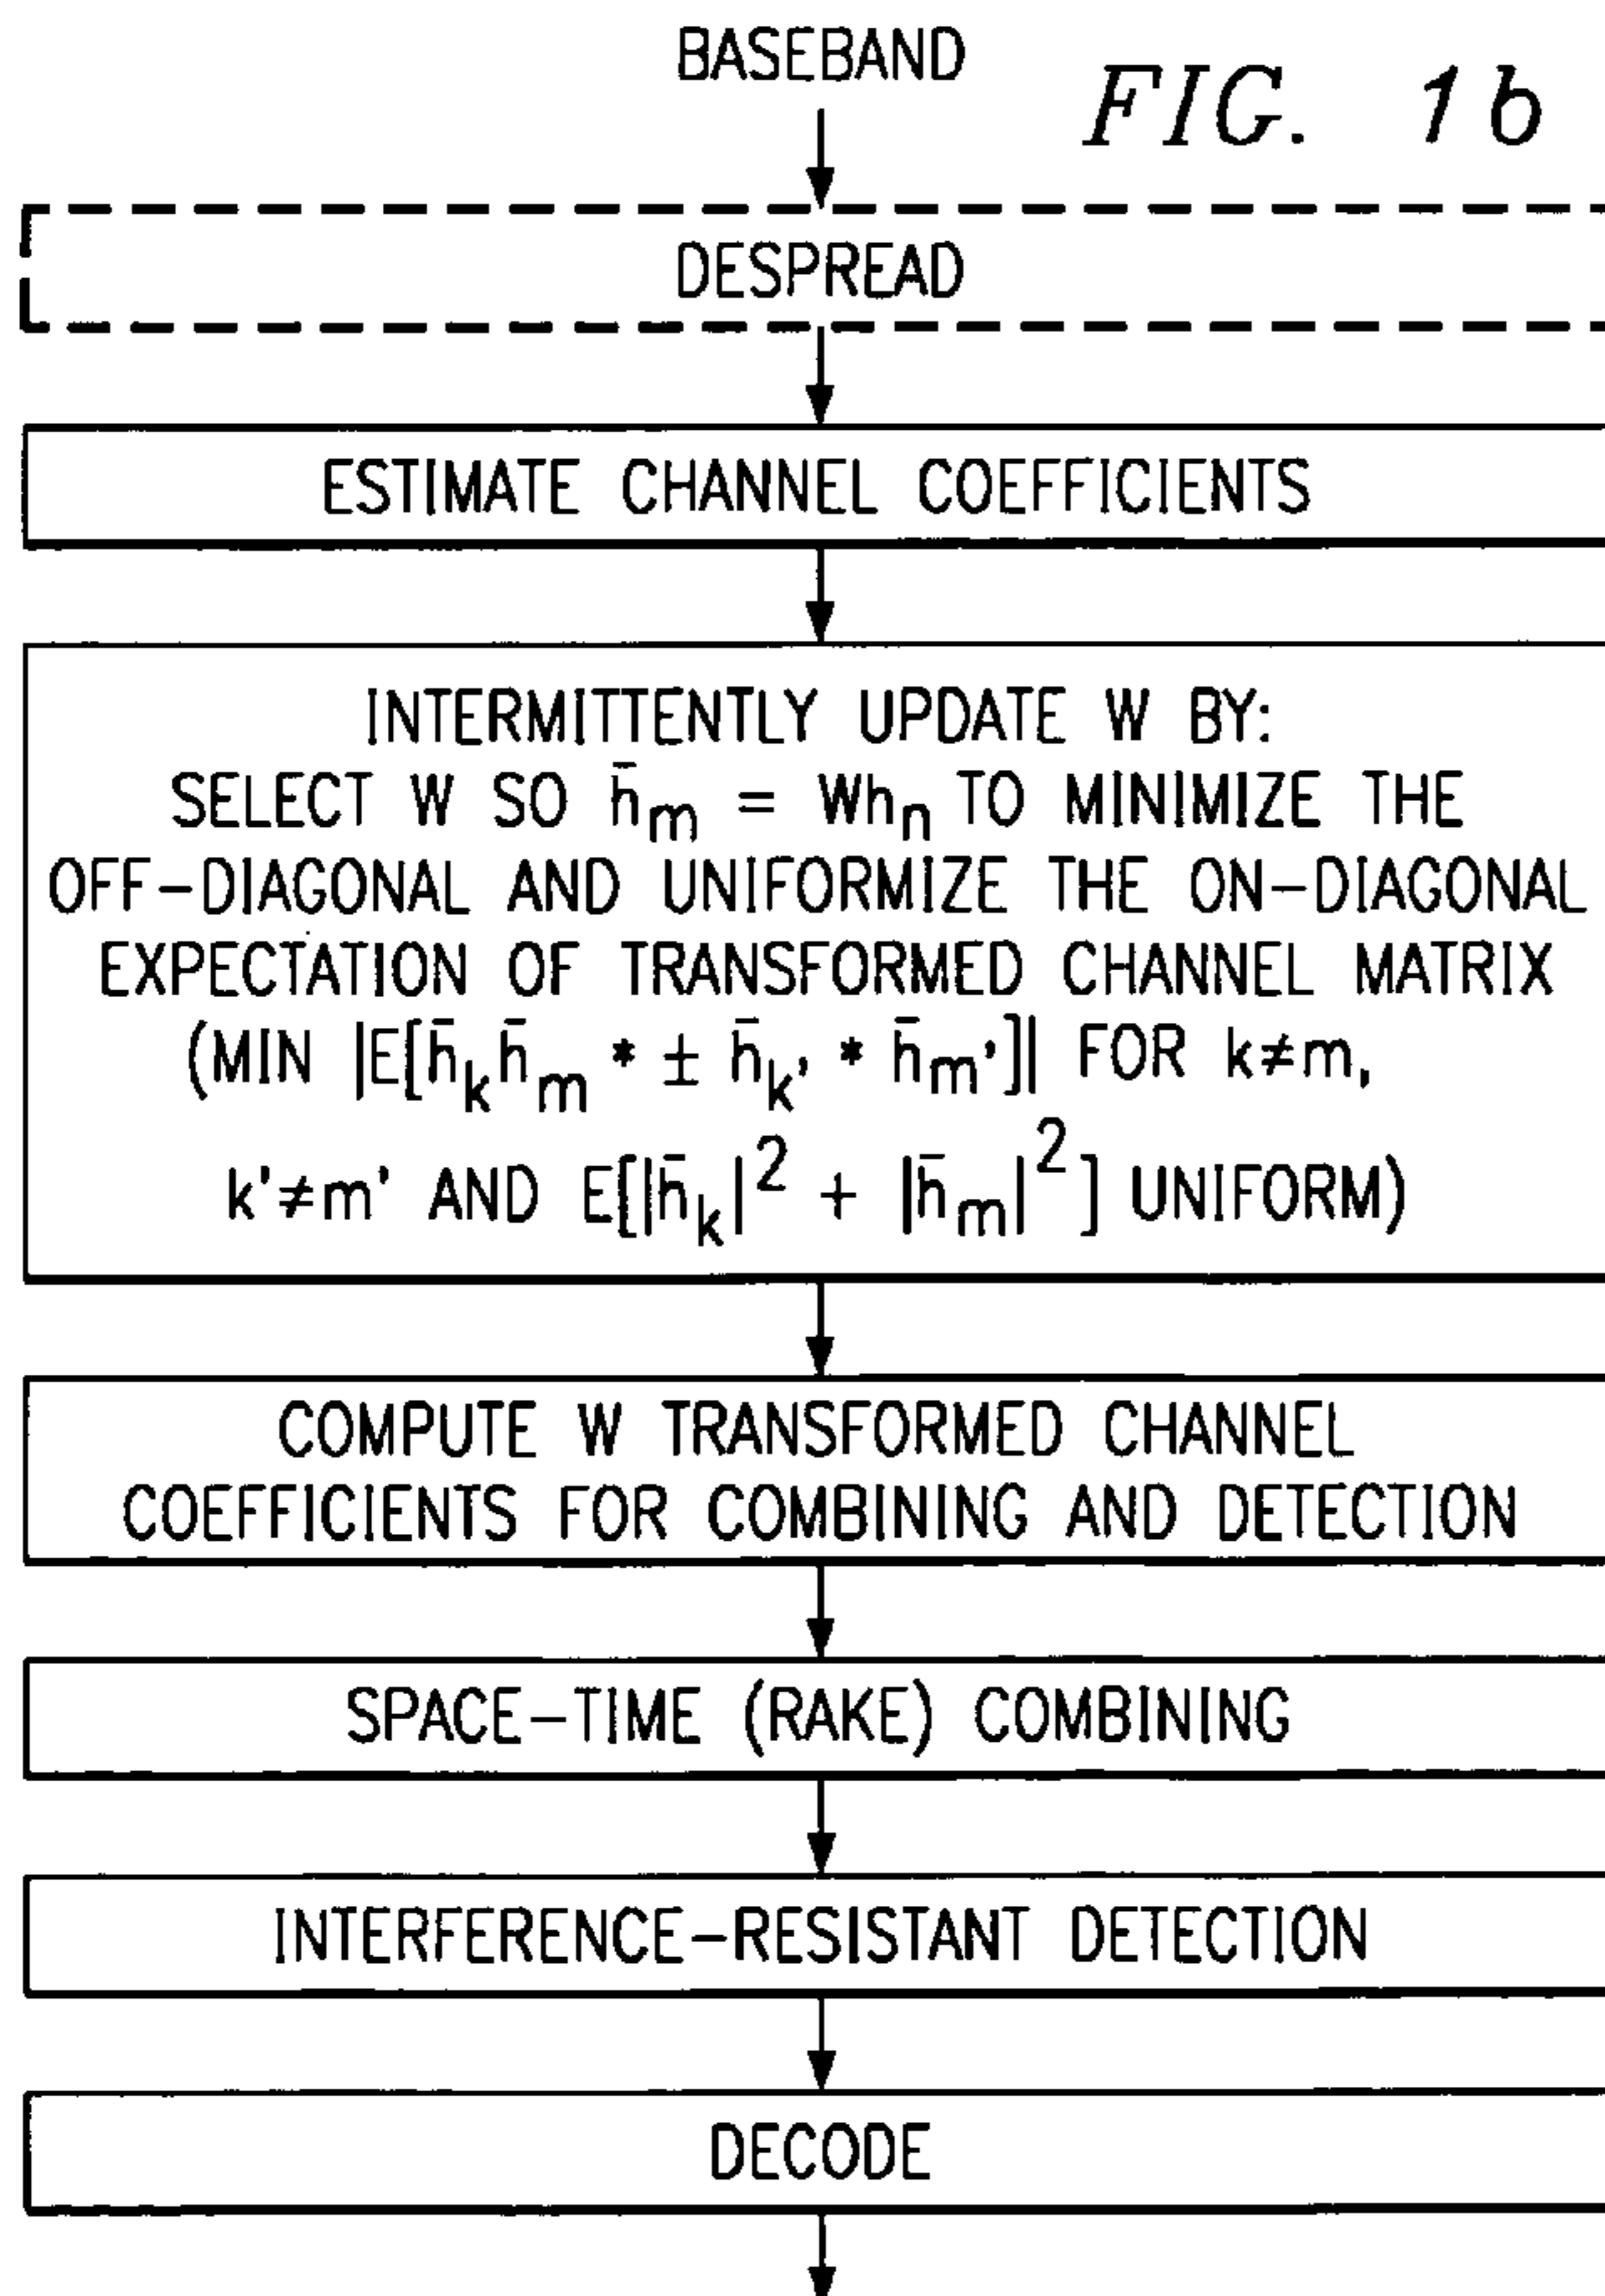 BASEBAND
FIG. 1b
DESPREAD
ESTIMATE CHANNEL COEFFICIENTS
INTERMITTENTLY UPDATE W BY:
SELECT W SO h̄m = Whn TO MINIMIZE THE
OFF-DIAGONAL AND UNIFORMIZE THE ON-DIAGONAL
EXPECTATION OF TRANSFORMED CHANNEL MATRIX
(MIN |E[h̄kh̄m * ± h̄k' * h̄m']| FOR k≠m,
k'≠m' AND E[|h̄k|² + |h̄m|²] UNIFORM)
COMPUTE W TRANSFORMED CHANNEL
COEFFICIENTS FOR COMBINING AND DETECTION
SPACE-TIME (RAKE) COMBINING
INTERFERENCE-RESISTANT DETECTION
DECODE